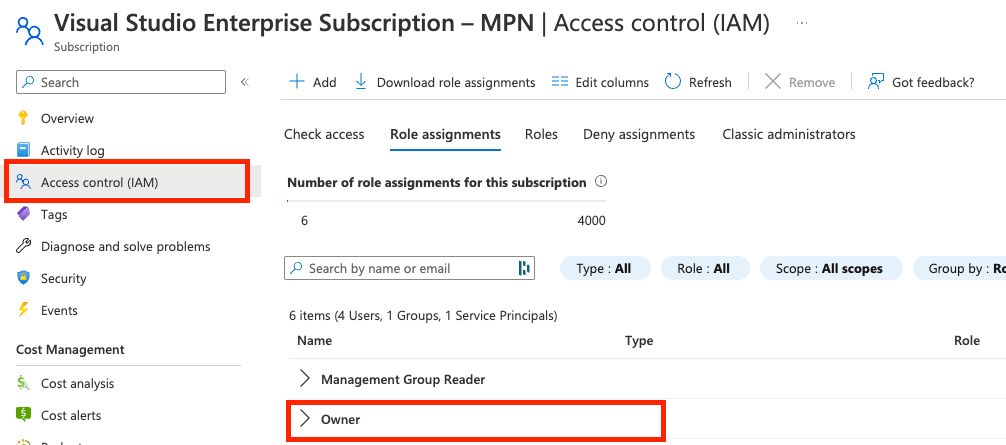 Visual Studio Enterprise Subscription – MPN | Access control (IAM) ...
Subscription
Search «
Overview
Activity log
Access control (IAM)
Tags
Diagnose and solve problems
Security
Events
Cost Management
Cost analysis
Cost alerts
Add Download role assignments Edit columns Refresh Remove Got feedback?
Check access Role assignments Roles Deny assignments Classic administrators
Number of role assignments for this subscription
6 4000
Search by name or email Type : All Role : All Scope : All scopes Group by : Ro
6 items (4 Users, 1 Groups, 1 Service Principals)
Name Type Role
Management Group Reader
Owner